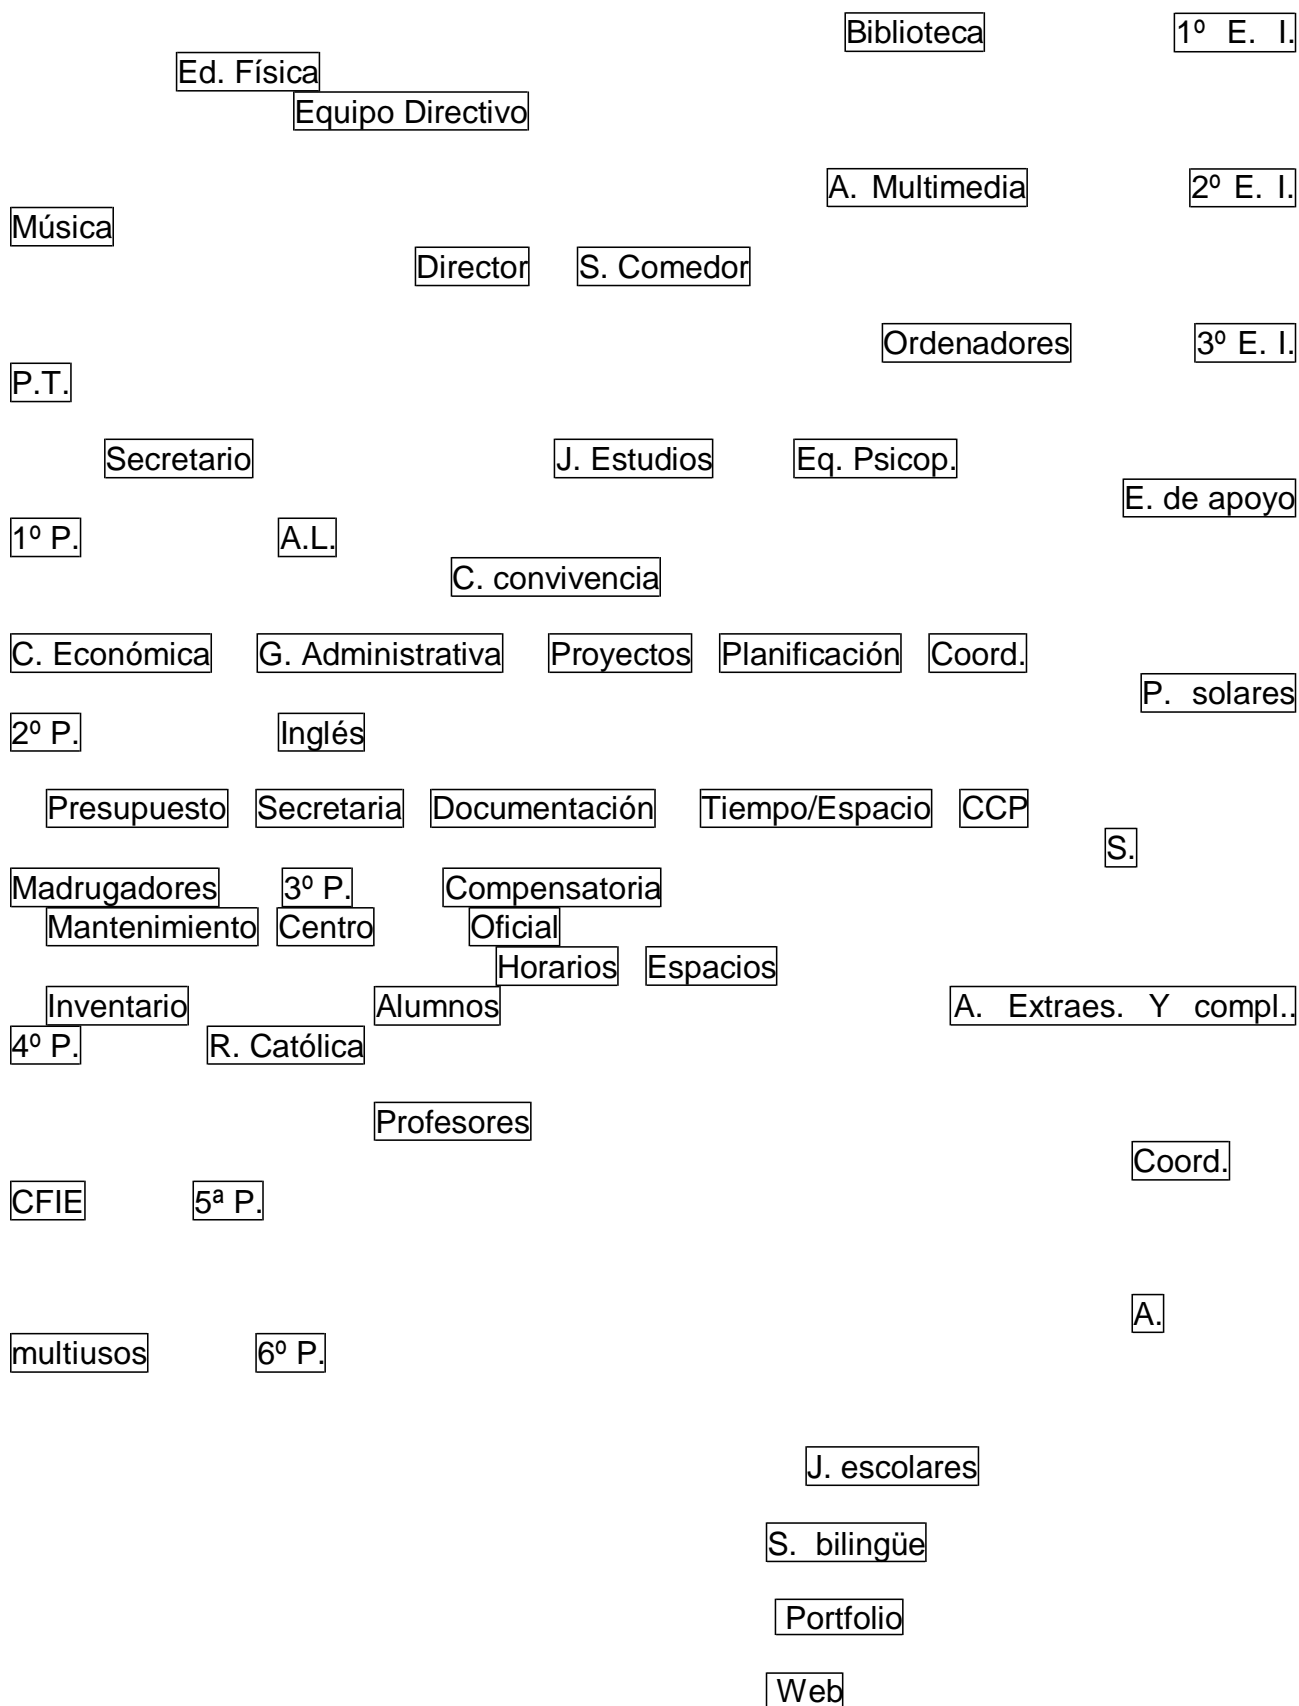 Biblioteca 1º E. I.
Ed. Física
Equipo Directivo
A. Multimedia 2º E. I.
Música
Director S. Comedor
Ordenadores 3º E. I.
P.T.
Secretario J. Estudios Eq. Psicop.
E. de apoyo
1º P. A.L.
C. convivencia
C. Económica G. Administrativa Proyectos Planificación Coord.
P. solares
2º P. Inglés
Presupuesto Secretaria Documentación Tiempo/Espacio CCP
S.
Madrugadores 3º P. Compensatoria
Mantenimiento Centro Oficial
Horarios Espacios
Inventario Alumnos A. Extraes. Y compl..
4º P. R. Católica
Profesores
Coord.
CFIE 5ª P.
A.
multiusos 6º P.
J. escolares
S. bilingüe
Portfolio
Web